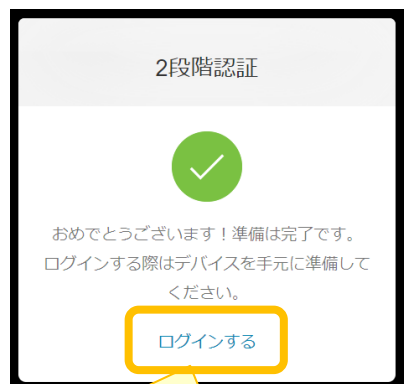 2段階認証
おめでとうございます！準備は完了です。
ログインする際はデバイスを手元に準備して
ください。
ログインする